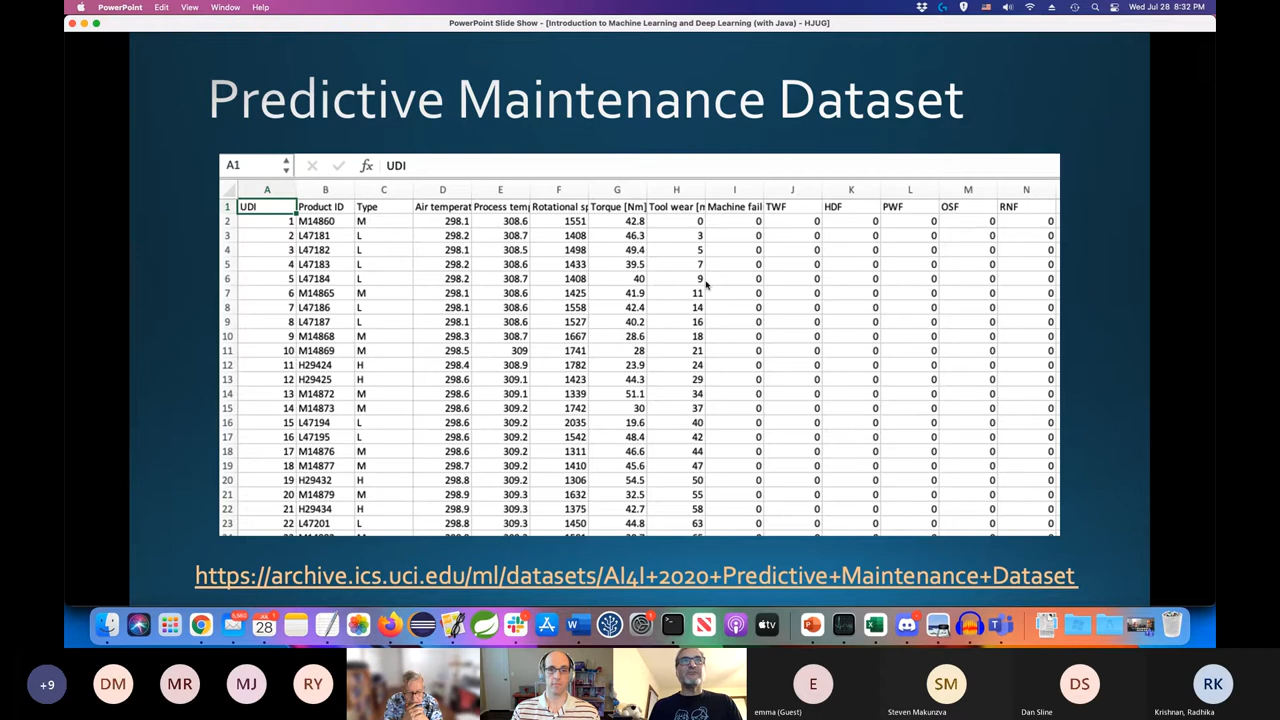 PowerPoint Edit View Window Help Wed Jul 28 8:32 PM
PowerPoint Slide Show - [Introduction to Machine Learning and Deep Learning (with Java) - HJUG]
Predictive Maintenance Dataset
A1 fx UDI
A B C D E F G H I J K L M N
1 UDI Product ID Type Air temperat Process temp Rotational sp Torque [Nm] Tool wear [m Machine fail TWF HDF PWF OSF RNF
2 1 M14860 M 298.1 308.6 1551 42.8 0 0 0 0 0 0 0
3 2 L47181 L 298.2 308.7 1408 46.3 3 0 0 0 0 0 0
4 3 L47182 L 298.1 308.5 1498 49.4 5 0 0 0 0 0 0
5 4 L47183 L 298.2 308.6 1433 39.5 7 0 0 0 0 0 0
6 5 L47184 L 298.2 308.7 1408 40 9 0 0 0 0 0 0
7 6 M14865 M 298.1 308.6 1425 41.9 11 0 0 0 0 0 0
8 7 L47186 L 298.1 308.6 1558 42.4 14 0 0 0 0 0 0
9 8 L47187 L 298.1 308.6 1527 40.2 16 0 0 0 0 0 0
10 9 M14868 M 298.3 308.7 1667 28.6 18 0 0 0 0 0 0
11 10 M14869 M 298.5 309 1741 28 21 0 0 0 0 0 0
12 11 H29424 H 298.4 308.9 1782 23.9 24 0 0 0 0 0 0
13 12 H29425 H 298.6 309.1 1423 44.3 29 0 0 0 0 0 0
14 13 M14872 M 298.6 309.1 1339 51.1 34 0 0 0 0 0 0
15 14 M14873 M 298.6 309.2 1742 30 37 0 0 0 0 0 0
16 15 L47194 L 298.6 309.2 2035 19.6 40 0 0 0 0 0 0
17 16 L47195 L 298.6 309.2 1542 48.4 42 0 0 0 0 0 0
18 17 M14876 M 298.6 309.2 1311 46.6 44 0 0 0 0 0 0
19 18 M14877 M 298.7 309.2 1410 45.6 47 0 0 0 0 0 0
20 19 H29432 H 298.8 309.2 1306 54.5 50 0 0 0 0 0 0
21 20 M14879 M 298.9 309.3 1632 32.5 55 0 0 0 0 0 0
22 21 H29434 H 298.9 309.3 1375 42.7 58 0 0 0 0 0 0
23 22 L47201 L 298.8 309.3 1450 44.8 63 0 0 0 0 0 0
https://archive.ics.uci.edu/ml/datasets/AI4I+2020+Predictive+Maintenance+Dataset
+9 DM MR MJ RY E SM DS RK
emma (Guest) Steven Makunzva Dan Sline Krishnan, Radhika